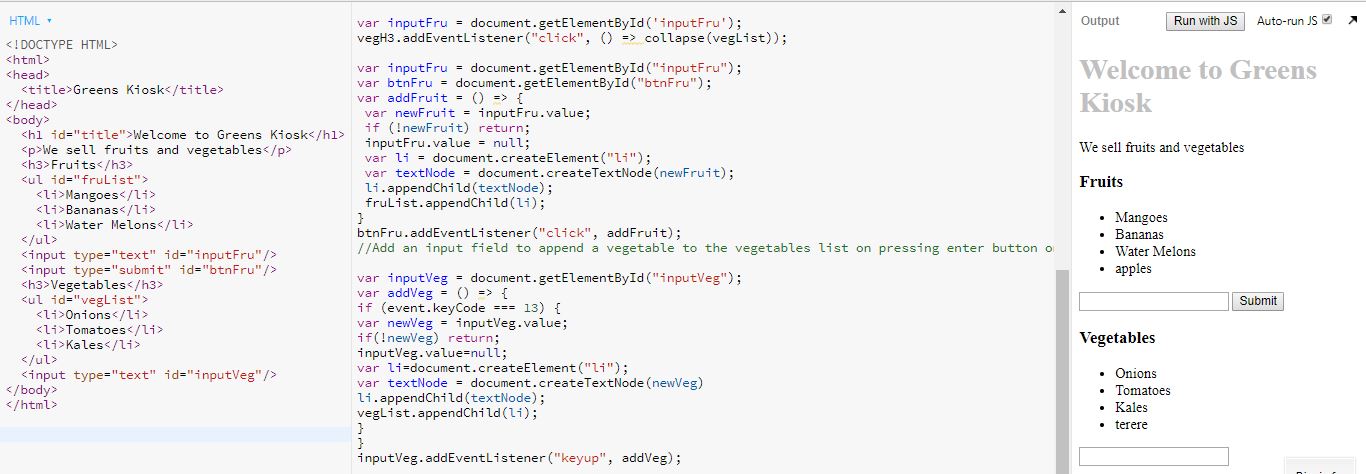 HTML
<!DOCTYPE HTML>
<html>
<head>
<title>Greens Kiosk</title>
</head>
<body>
<h1 id="title">Welcome to Greens Kiosk</h1>
<p>We sell fruits and vegetables</p>
<h3>Fruits</h3>
<ul id="fruList">
<li>Mangoes</li>
<li>Bananas</li>
<li>Water Melons</li>
</ul>
<input type="text" id="inputFru"/>
<input type="submit" id="btnFru"/>
<h3>Vegetables</h3>
<ul id="vegList">
<li>Onions</li>
<li>Tomatoes</li>
<li>Kales</li>
</ul>
<input type="text" id="inputVeg"/>
</body>
</html>
var inputFru = document.getElementById('inputFru');
vegH3.addEventListener("click", () => collapse(vegList));
var inputFru = document.getElementById("inputFru");
var btnFru = document.getElementById("btnFru");
var addFruit = () => {
var newFruit = inputFru.value;
if (!newFruit) return;
inputFru.value = null;
var li = document.createElement("li");
var textNode = document.createTextNode(newFruit);
li.appendChild(textNode);
fruList.appendChild(li);
}
btnFru.addEventListener("click", addFruit);
//Add an input field to append a vegetable to the vegetables list on pressing enter button o
var inputVeg = document.getElementById("inputVeg");
var addVeg = () => {
if (event.keyCode === 13) {
var newVeg = inputVeg.value;
if(!newVeg) return;
inputVeg.value=null;
var li=document.createElement("li");
var textNode = document.createTextNode(newVeg)
li.appendChild(textNode);
vegList.appendChild(li);
}
}
inputVeg.addEventListener("keyup", addVeg);
Output Run with JS Auto-run JS
Welcome to Greens
Kiosk
We sell fruits and vegetables
Fruits
Mangoes
Bananas
Water Melons
apples
Submit
Vegetables
Onions
Tomatoes
Kales
terere